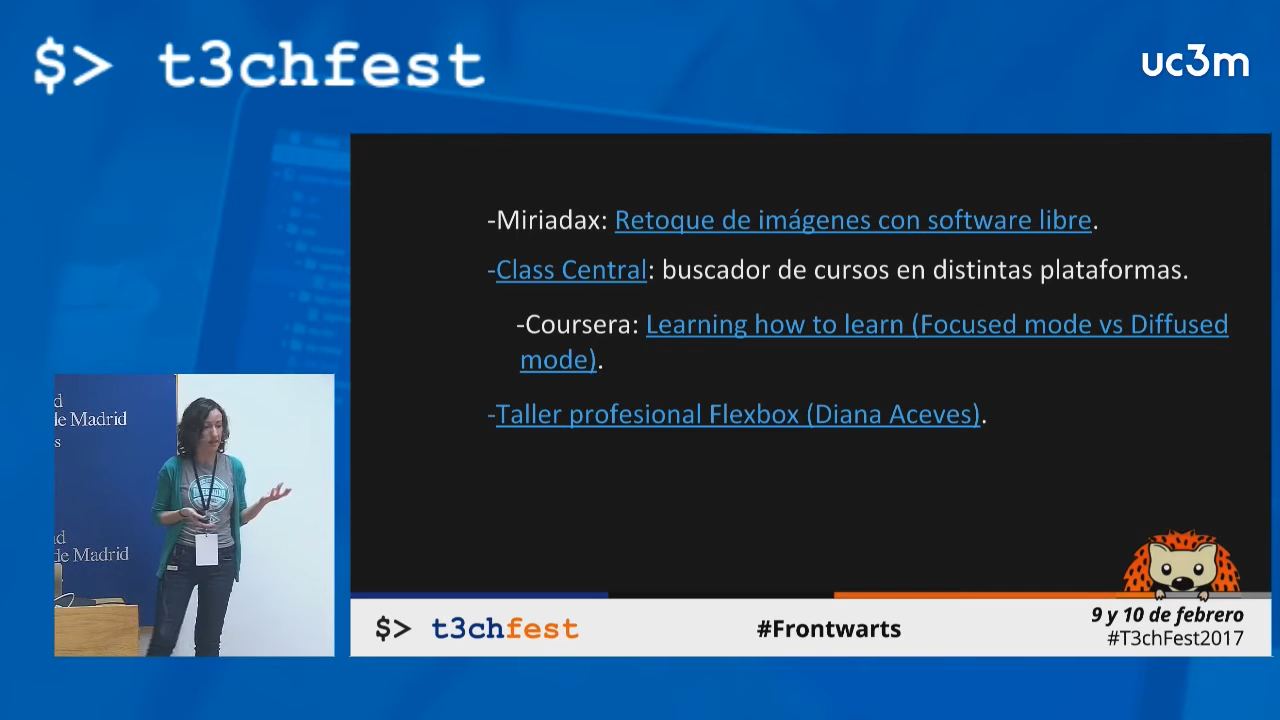 $> t3chfest
uc3m
-Miriadax: Retoque de imágenes con software libre.
-Class Central: buscador de cursos en distintas plataformas.
-Coursera: Learning how to learn (Focused mode vs Diffused
mode).
-Taller profesional Flexbox (Diana Aceves).
d
de Madrid
s
ad
de Madrid
$> t3chfest
#Frontwarts
9 y 10 de febrero
#T3chFest2017